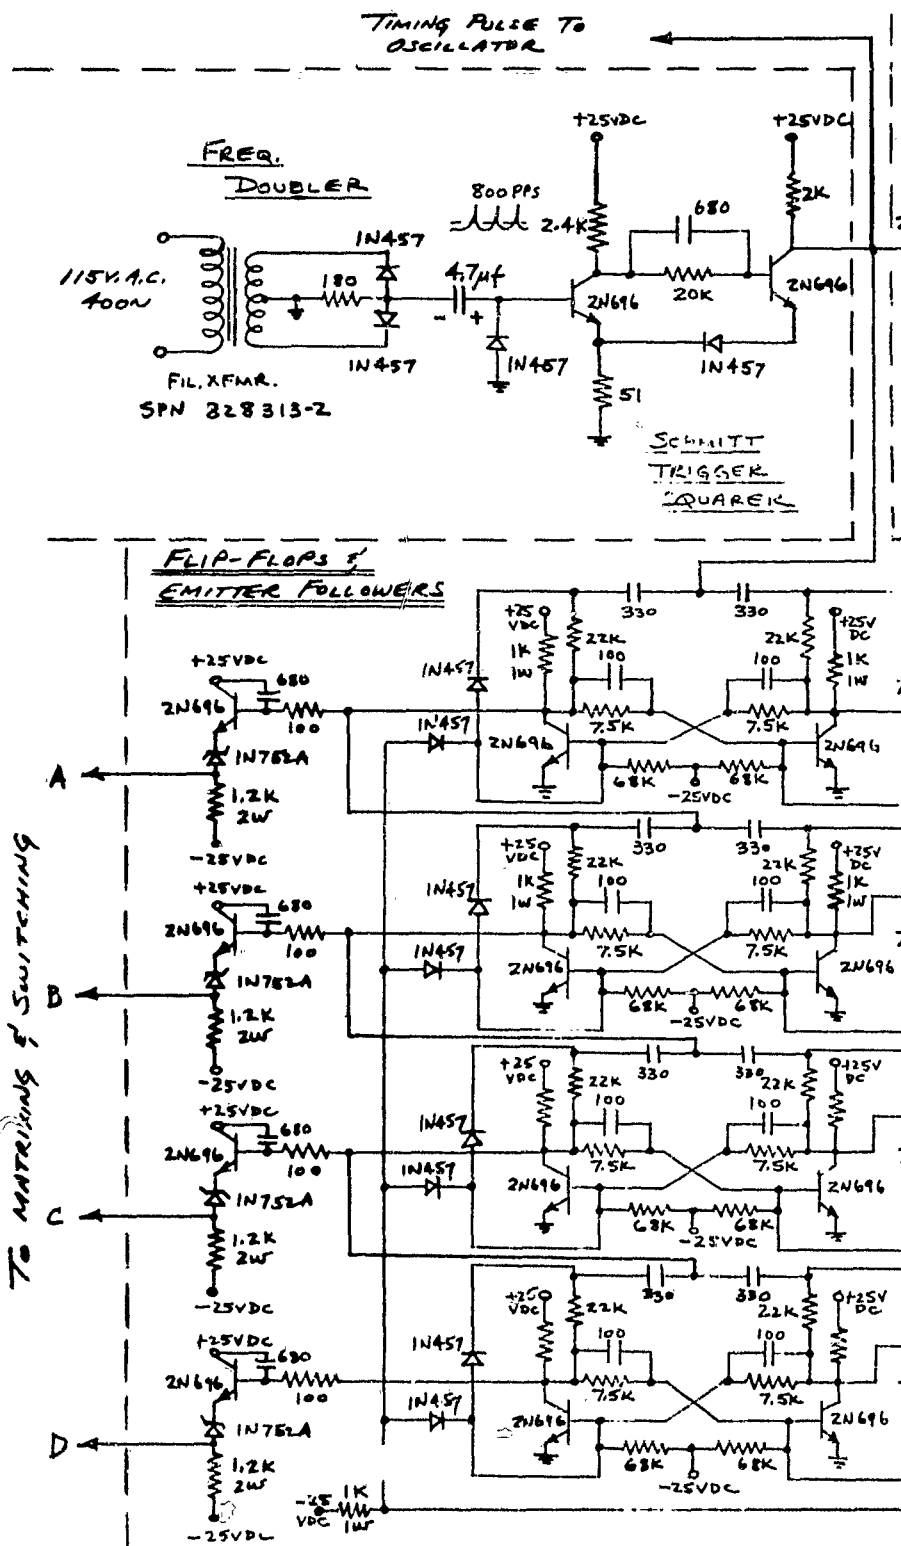 TIMING PULSE TO
OSCILLATOR
FREQ.
DOUBLER
115V.A.C.
400N
180
1N457
1N457
FIL. XFMR.
SPN 328313-2
4.7µf
- +
1N457
800PPS
+25VDC
2.4K
680
20K
2N696
51
1N457
+25VDC
2K
2N696
SCHMITT
TRIGGER
SQUARER
FLIP-FLOPS &
EMITTER FOLLOWERS
TO MATRIXING & SWITCHING
+25VDC
680
2N696
100
1N752A
A
1.2K
2W
-25VDC
1N457
1N457
+25
VDC
1K
1W
22K
100
7.5K
2N696
68K
330
330
-25VDC
68K
22K
100
7.5K
+25V
DC
1K
1W
2N696
+25VDC
680
2N696
100
1N752A
B
1.2K
2W
-25VDC
1N457
1N457
+25
VDC
1K
1W
22K
100
7.5K
2N696
68K
330
330
-25VDC
68K
22K
100
7.5K
+25V
DC
1K
1W
2N696
+25VDC
680
2N696
100
1N752A
C
1.2K
2W
-25VDC
1N457
1N457
+25
VDC
22K
100
7.5K
2N696
68K
330
330
-25VDC
68K
22K
100
7.5K
+25V
DC
2N696
+25VDC
680
2N696
100
1N752A
D
1.2K
2W
-25VDC
1N457
1N457
+25
VDC
22K
100
7.5K
2N696
68K
330
330
-25VDC
68K
22K
100
7.5K
+25V
DC
2N696
-25
VDC
1K
1W